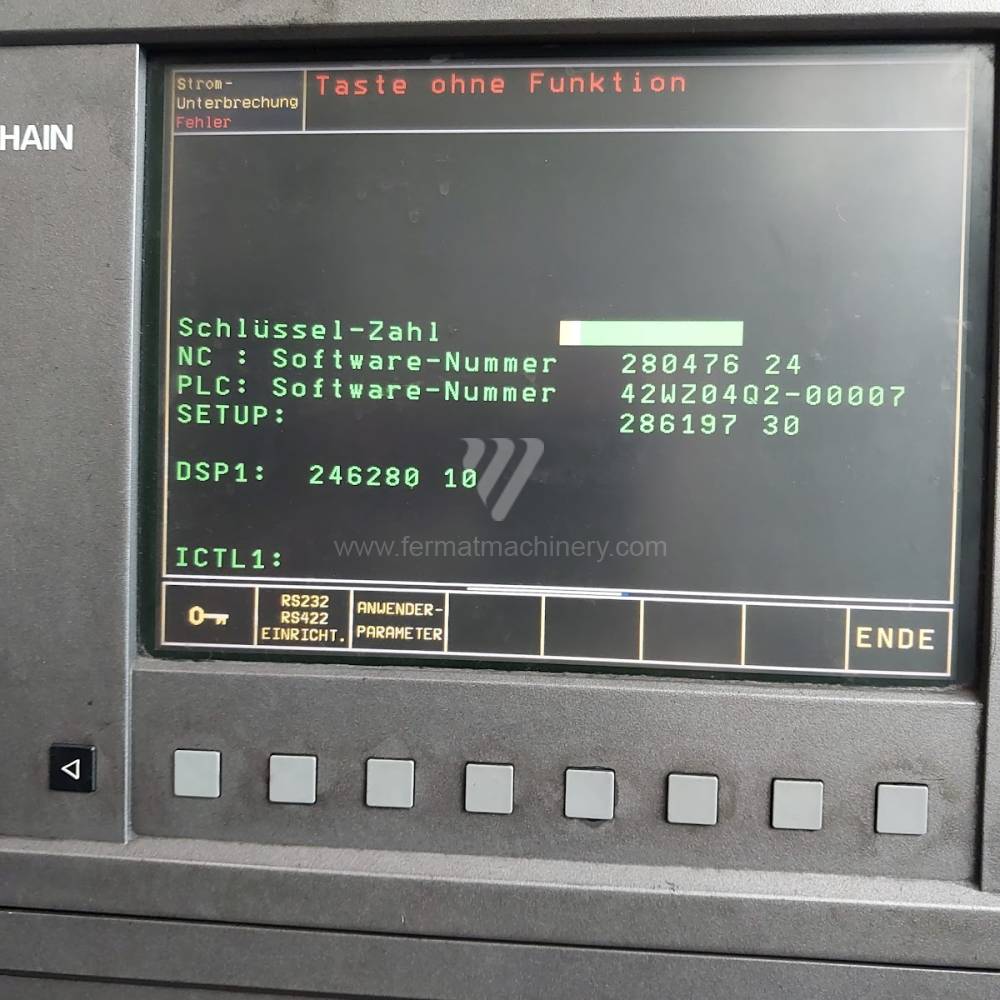 HAIN
Strom-
Unterbrechung
Fehler
Taste ohne Funktion
Schlüssel-Zahl
NC : Software-Nummer 280476 24
PLC: Software-Nummer 42WZ04Q2-00007
SETUP: 286197 30
DSP1: 246280 10
www.fermatmachinery.com
ICTL1:
RS232
RS422
EINRICHT.
ANWENDER-
PARAMETER
ENDE